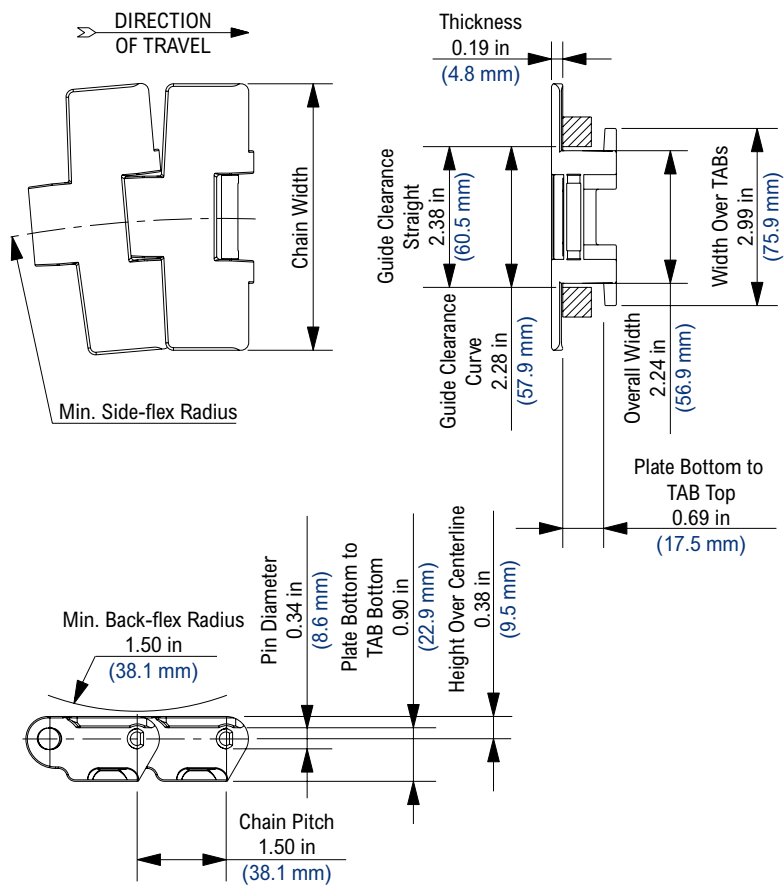 DIRECTION
OF TRAVEL
Chain Width
Min. Side-flex Radius
Thickness
0.19 in
(4.8 mm)
Guide Clearance
Straight
2.38 in
(60.5 mm)
Guide Clearance
Curve
2.28 in
(57.9 mm)
Width Over TABs
2.99 in
(75.9 mm)
Overall Width
2.24 in
(56.9 mm)
Plate Bottom to
TAB Top
0.69 in
(17.5 mm)
Min. Back-flex Radius
1.50 in
(38.1 mm)
Pin Diameter
0.34 in
(8.6 mm)
Plate Bottom to
TAB Bottom
0.90 in
(22.9 mm)
Height Over Centerline
0.38 in
(9.5 mm)
Chain Pitch
1.50 in
(38.1 mm)